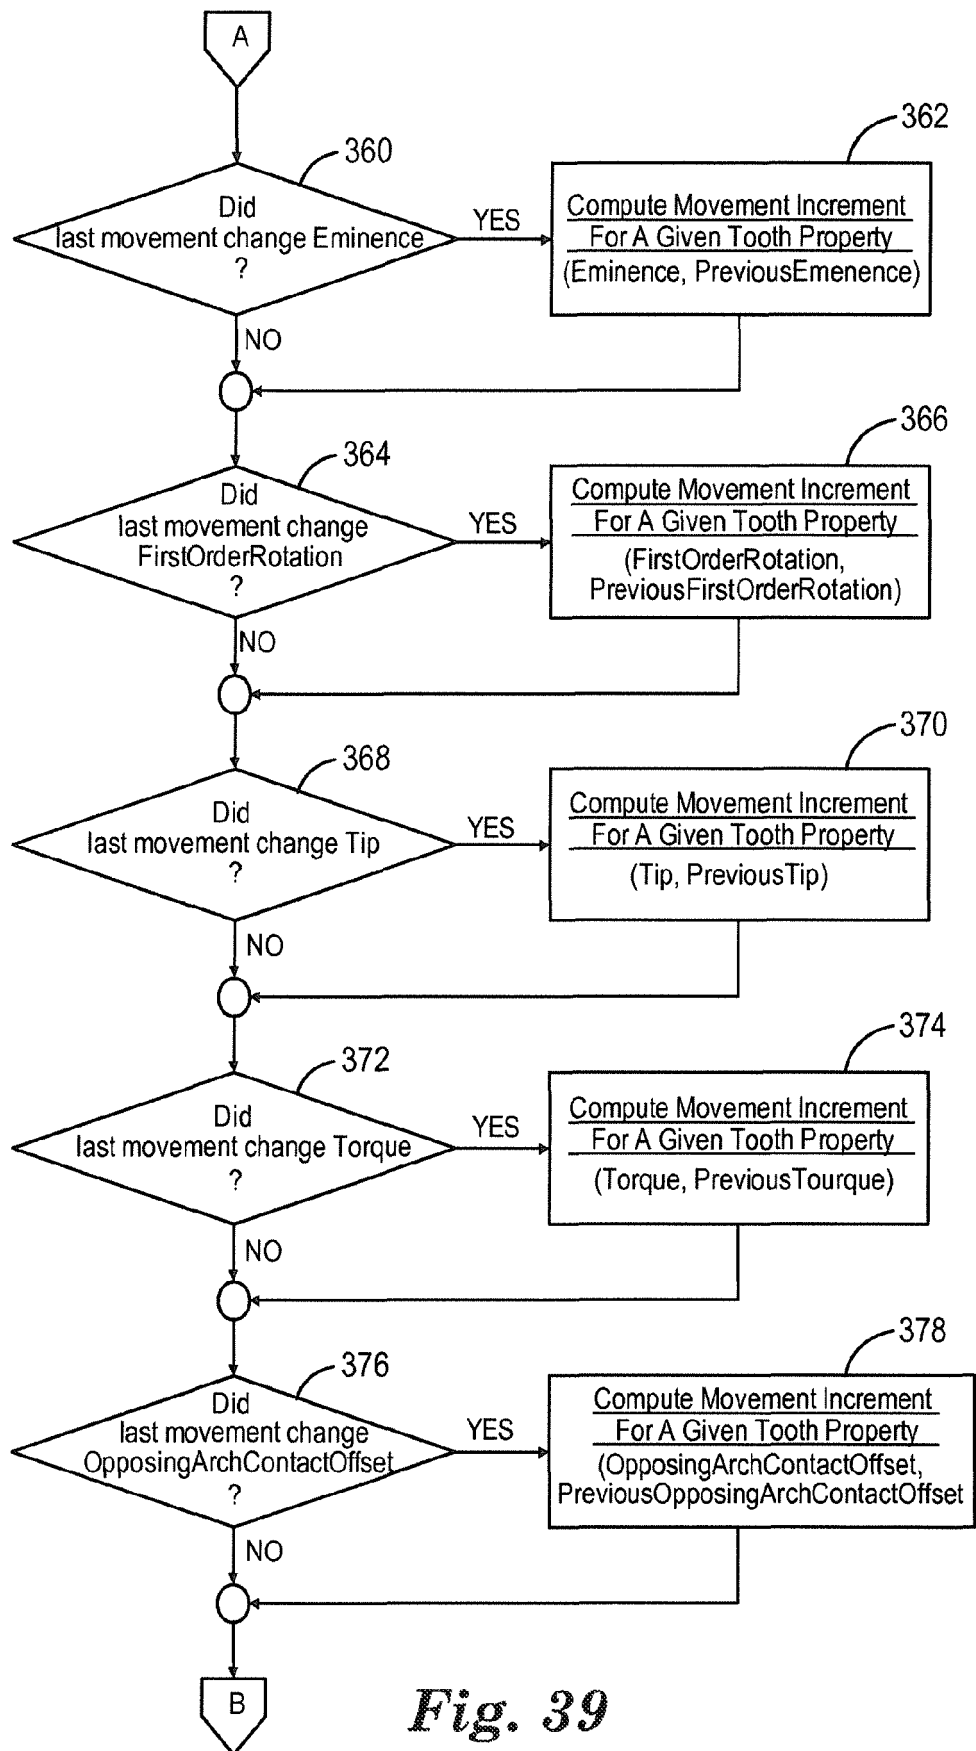 A
360
Did
last movement change Eminence
?
YES
362
Compute Movement Increment
For A Given Tooth Property
(Eminence, PreviousEmenence)
NO
364
Did
last movement change
FirstOrderRotation
?
YES
366
Compute Movement Increment
For A Given Tooth Property
(FirstOrderRotation,
PreviousFirstOrderRotation)
NO
368
Did
last movement change Tip
?
YES
370
Compute Movement Increment
For A Given Tooth Property
(Tip, PreviousTip)
NO
372
Did
last movement change Torque
?
YES
374
Compute Movement Increment
For A Given Tooth Property
(Torque, PreviousTourque)
NO
376
Did
last movement change
OpposingArchContactOffset
?
YES
378
Compute Movement Increment
For A Given Tooth Property
(OpposingArchContactOffset,
PreviousOpposingArchContactOffset
NO
B
Fig. 39